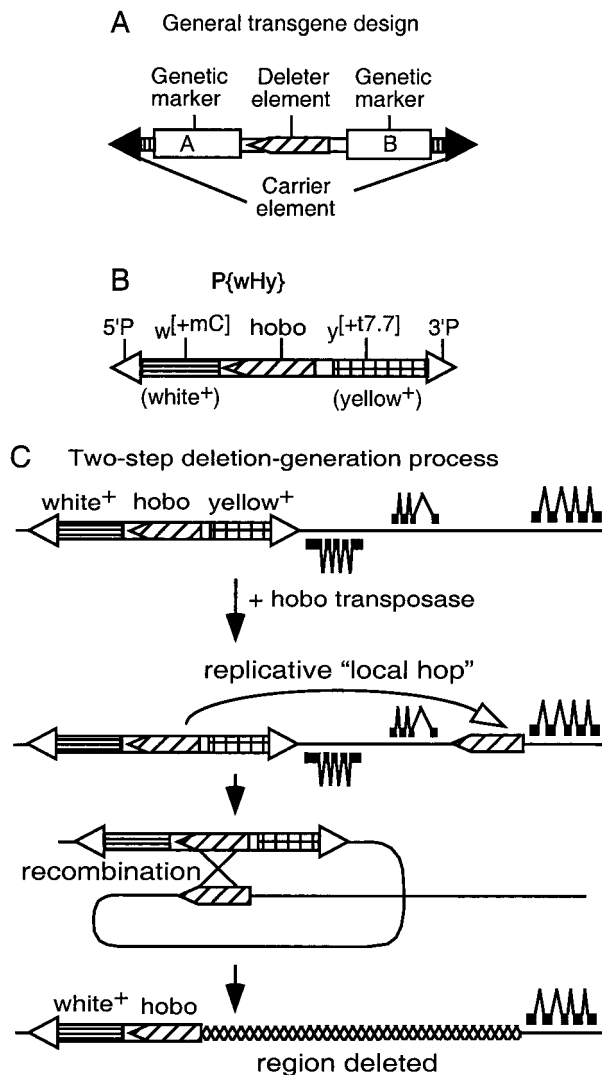 A General transgene design
Genetic marker
Deleter element
Genetic marker
A
B
Carrier element
B P{wHy}
5'P w[+mC] hobo y[+t7.7] 3'P
(white+) (yellow+)
C Two-step deletion-generation process
white+ hobo yellow+
+ hobo transposase
replicative “local hop”
recombination
white+ hobo
region deleted